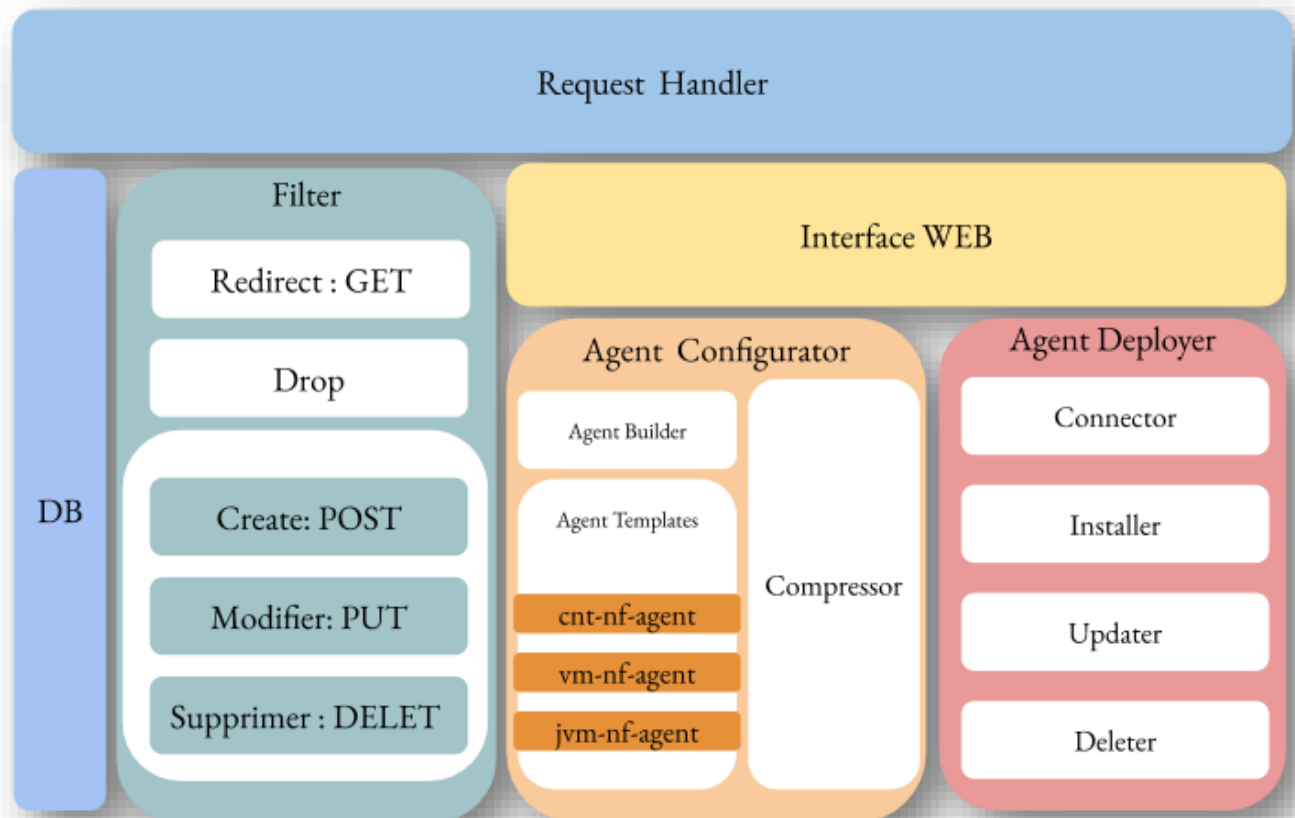 Request Handler
DB
Filter
Redirect : GET
Drop
Create: POST
Modifier: PUT
Supprimer : DELET
Interface WEB
Agent Configurator
Agent Builder
Agent Templates
cnt-nf-agent
vm-nf-agent
jvm-nf-agent
Compressor
Agent Deployer
Connector
Installer
Updater
Deleter